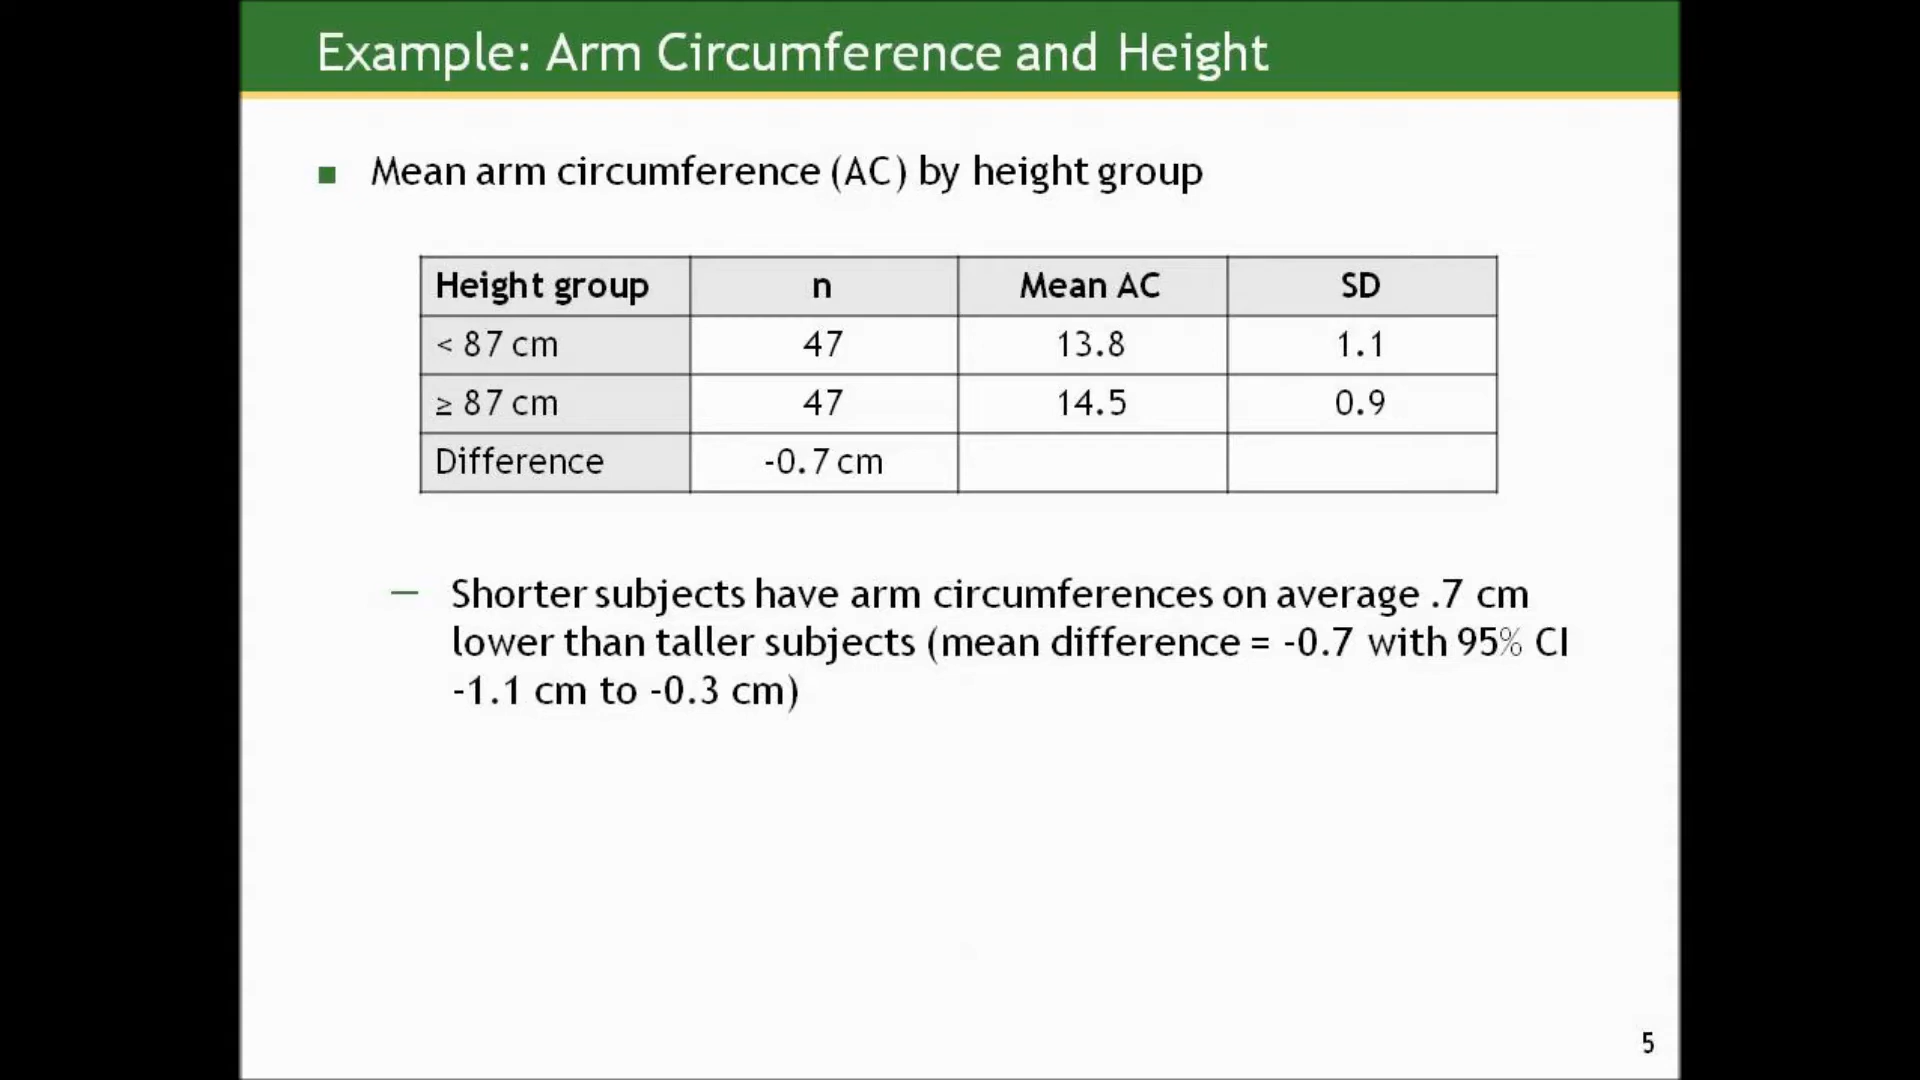 Example: Arm Circumference and Height
Mean arm circumference (AC) by height group
Height group n Mean AC SD
< 87 cm 47 13.8 1.1
≥ 87 cm 47 14.5 0.9
Difference -0.7 cm
— Shorter subjects have arm circumferences on average .7 cm
lower than taller subjects (mean difference = -0.7 with 95% CI
-1.1 cm to -0.3 cm)
5